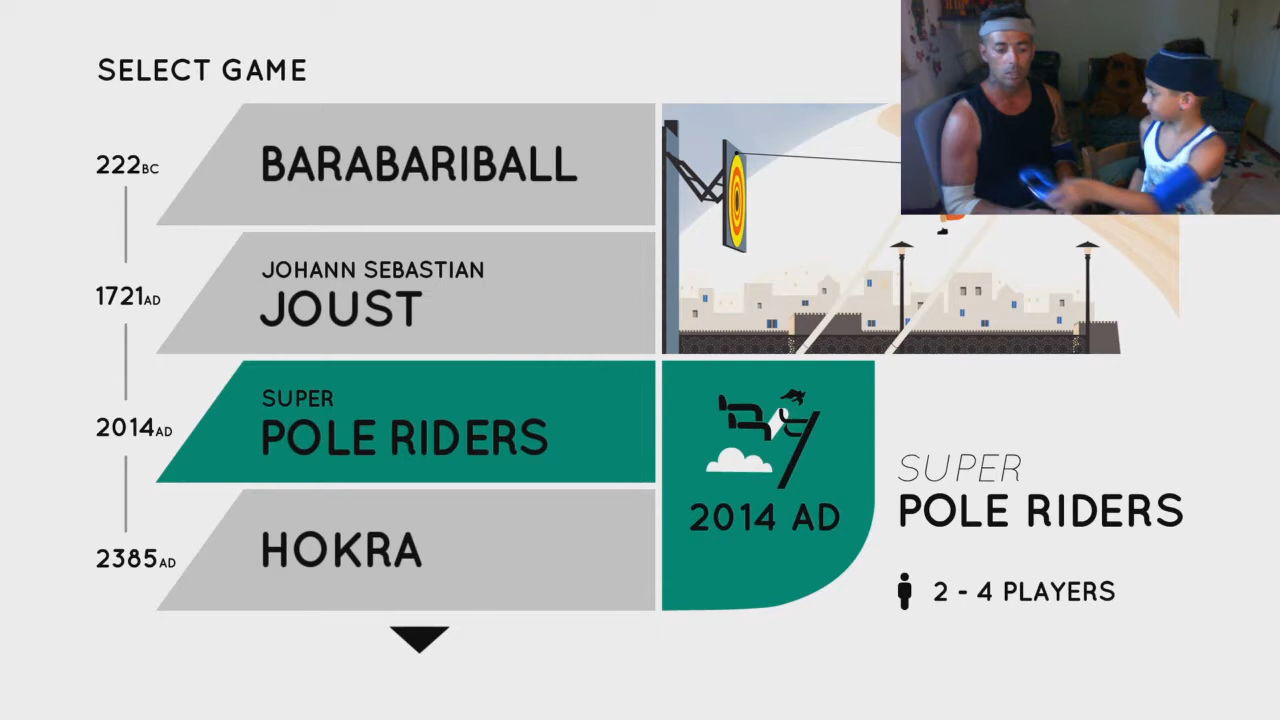 SELECT GAME
222BC
BARABARIBALL
1721AD
JOHANN SEBASTIAN
JOUST
2014AD
SUPER
POLE RIDERS
2385AD
HOKRA
2014 AD
SUPER
POLE RIDERS
2 - 4 PLAYERS